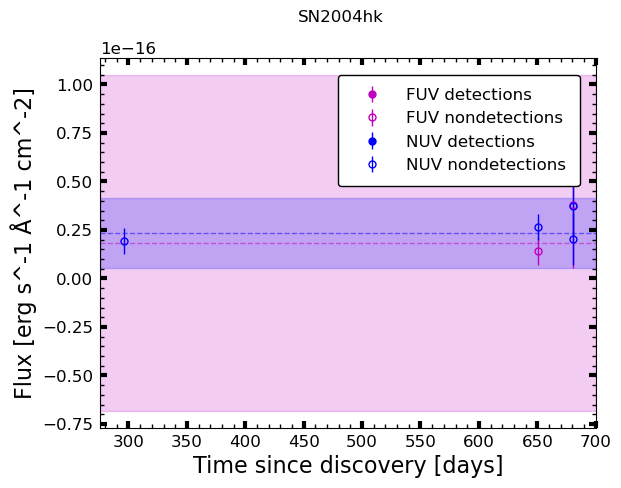 SN2004hk
1e−16
1.00
0.75
0.50
0.25
0.00
−0.25
−0.50
−0.75
Flux [erg s^-1 Å^-1 cm^-2]
FUV detections
FUV nondetections
NUV detections
NUV nondetections
300 350 400 450 500 550 600 650 700
Time since discovery [days]